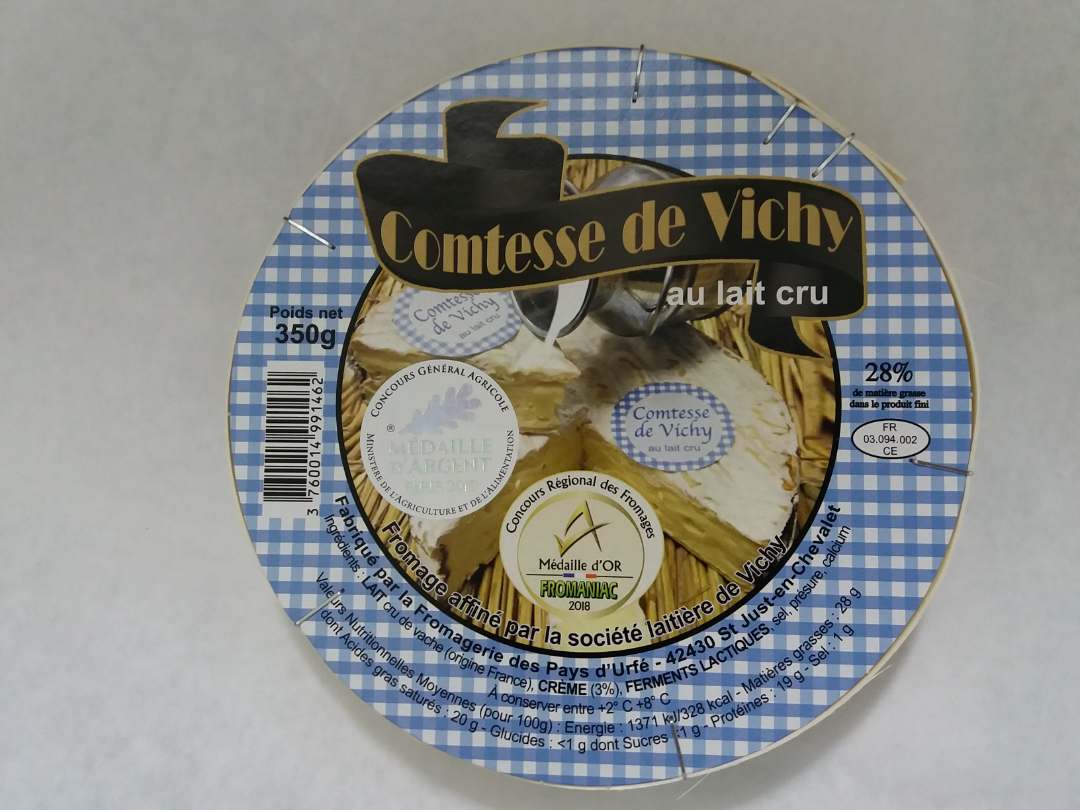 Comtesse de Vichy
au lait cru
Poids net
350g
3 760014 991462
28%
de matière grasse
dans le produit fini
FR
03.094.002
CE
Comtesse
de Vichy
au lait cru
Comtesse
de Vichy
au lait cru
CONCOURS GÉNÉRAL AGRICOLE
®
MÉDAILLE
D'ARGENT
PARIS
MINISTÈRE DE L'AGRICULTURE ET DE L'ALIMENTATION
Concours Régional des Fromages
Médaille d'OR
FROMANIAC
2018
Fromage affiné par la société laitière de Vichy
Fabriqué par la Fromagerie des Pays d'Urfé - 42430 St Just-en-Chevalet
Ingrédients : LAIT cru de vache (origine France), CRÈME (3%), FERMENTS LACTIQUES, sel, présure, calcium
A conserver entre +2° C +8° C
Valeurs Nutritionnelles Moyennes (pour 100g) : Energie : 1371 kJ/328 kcal - Matières grasses : 28 g
dont Acides gras saturés : 20 g - Glucides : <1 g dont Sucres :1 g - Protéines : 19 g - Sel : 1 g